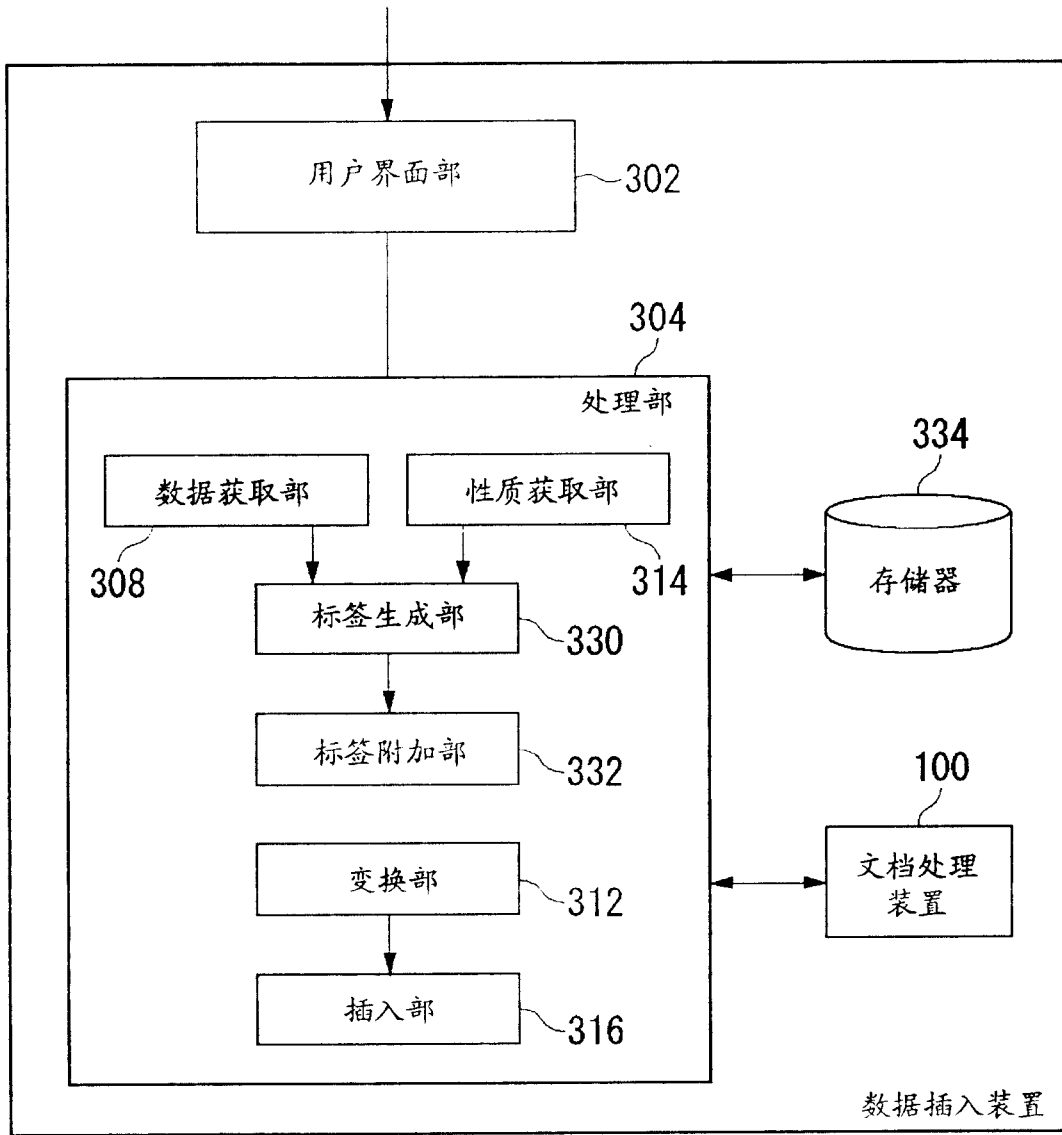 用户界面部
302
304
处理部
334
数据获取部
性质获取部
308
314
存储器
标签生成部
330
标签附加部
332
100
变换部
312
文档处理
装置
插入部
316
数据插入装置